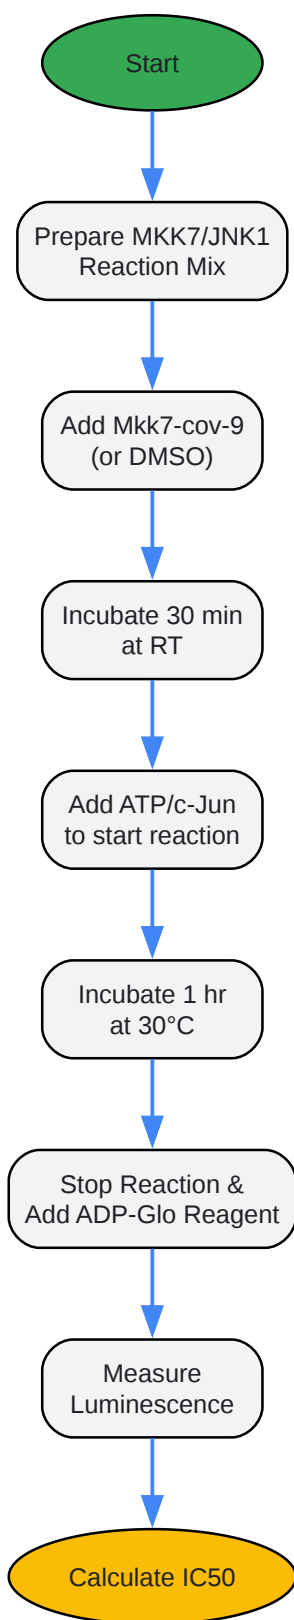 Start
Prepare MKK7/JNK1
Reaction Mix
Add Mkk7-cov-9
(or DMSO)
Incubate 30 min
at RT
Add ATP/c-Jun
to start reaction
Incubate 1 hr
at 30°C
Stop Reaction &
Add ADP-Glo Reagent
Measure
Luminescence
Calculate IC50